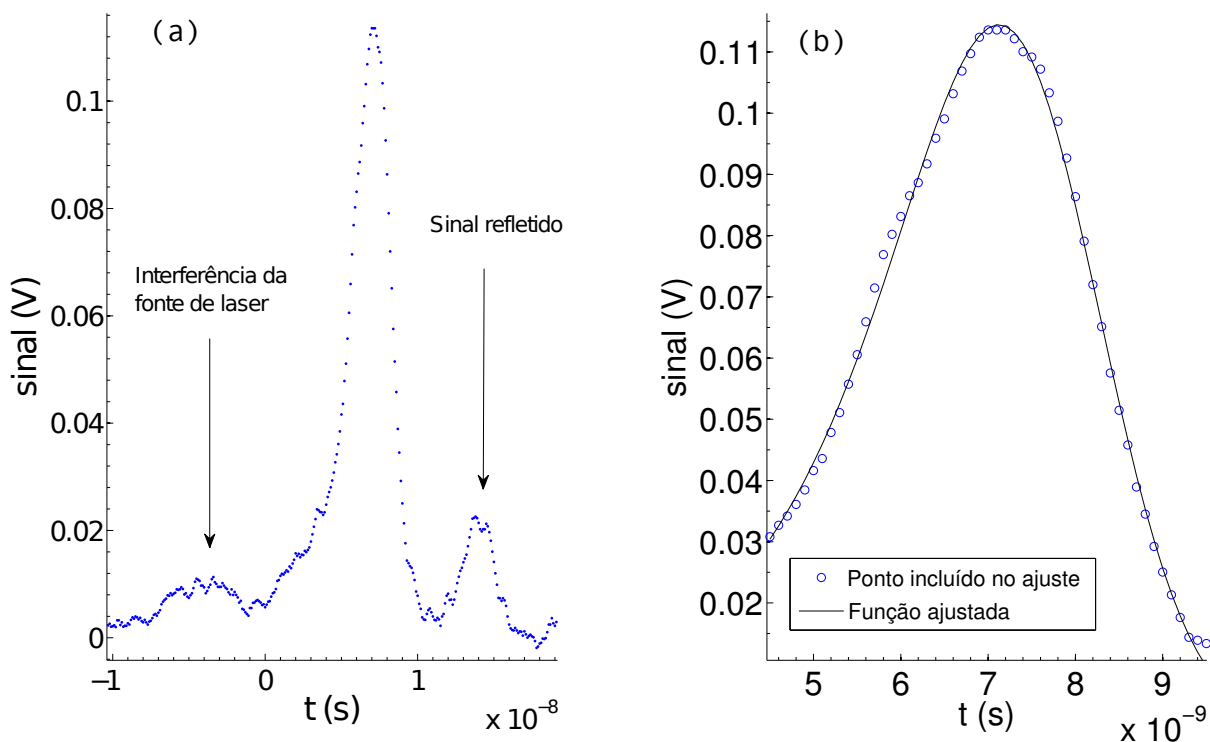 (a)
sinal (V)
0.1
0.08
0.06
0.04
0.02
0
Interferência da
fonte de laser
Sinal refletido
−1
0
1
t (s)
x 10-8
(b)
sinal (V)
0.11
0.1
0.09
0.08
0.07
0.06
0.05
0.04
0.03
0.02
Ponto incluído no ajuste
Função ajustada
5
6
7
8
9
t (s)
x 10-9